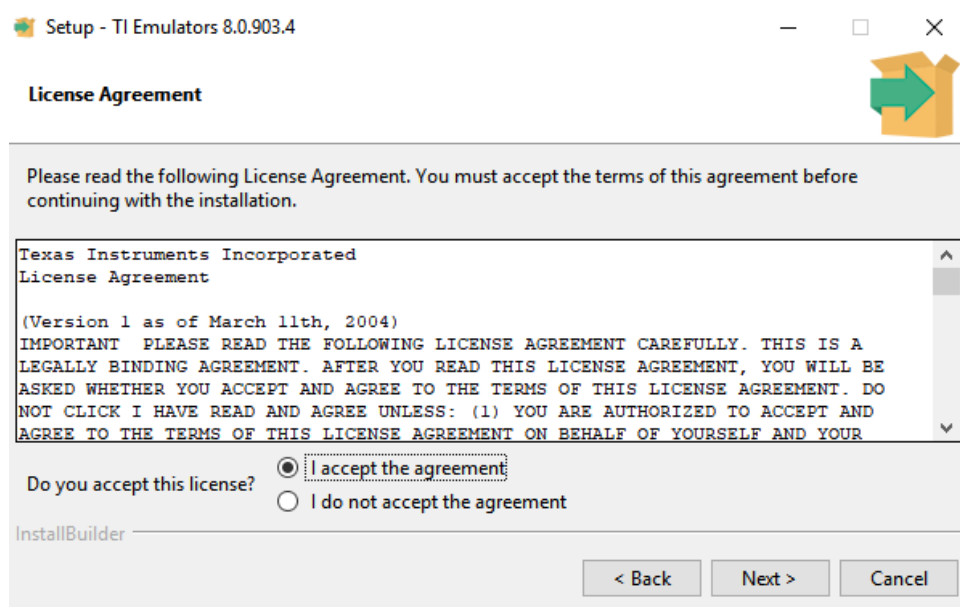 Setup - TI Emulators 8.0.903.4
License Agreement
Please read the following License Agreement. You must accept the terms of this agreement before
continuing with the installation.
Texas Instruments Incorporated
License Agreement
(Version 1 as of March 11th, 2004)
IMPORTANT  PLEASE READ THE FOLLOWING LICENSE AGREEMENT CAREFULLY. THIS IS A
LEGALLY BINDING AGREEMENT. AFTER YOU READ THIS LICENSE AGREEMENT, YOU WILL BE
ASKED WHETHER YOU ACCEPT AND AGREE TO THE TERMS OF THIS LICENSE AGREEMENT. DO
NOT CLICK I HAVE READ AND AGREE UNLESS: (1) YOU ARE AUTHORIZED TO ACCEPT AND
AGREE TO THE TERMS OF THIS LICENSE AGREEMENT ON BEHALF OF YOURSELF AND YOUR
Do you accept this license?
I accept the agreement
I do not accept the agreement
InstallBuilder
< Back
Next >
Cancel